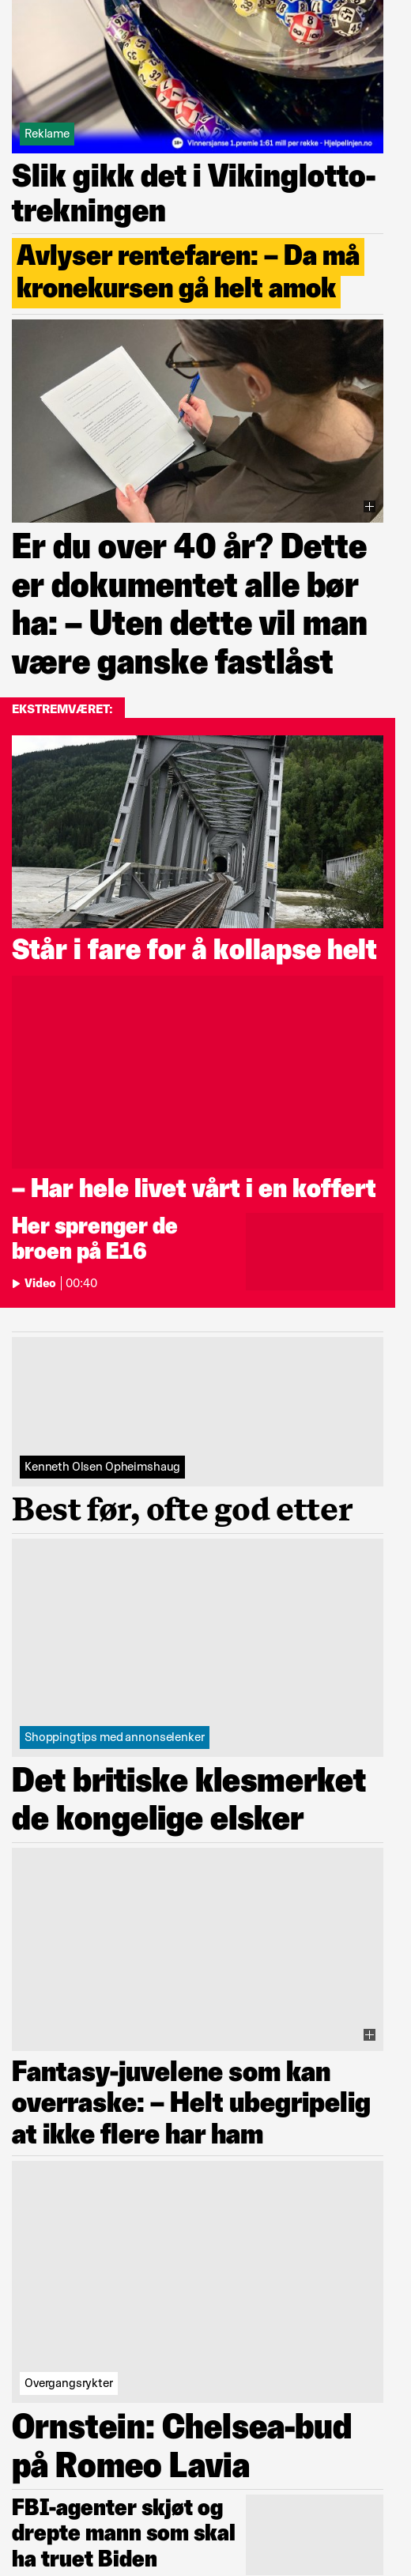 Reklame
18+ Vinnersjanse 1.premie 1:61 mill per rekke - Hjelpelinjen.no
Slik gikk det i Vikinglotto-
trekningen
Avlyser rentefaren: – Da må
kronekursen gå helt amok
Er du over 40 år? Dette
er dokumentet alle bør
ha: – Uten dette vil man
være ganske fastlåst
EKSTREMVÆRET:
Står i fare for å kollapse helt
– Har hele livet vårt i en koffert
Her sprenger de
broen på E16
Video | 00:40
Kenneth Olsen Opheimshaug
Best før, ofte god etter
Shoppingtips med annonselenker
Det britiske klesmerket
de kongelige elsker
Fantasy-juvelene som kan
overraske: – Helt ubegripelig
at ikke flere har ham
Overgangsrykter
Ornstein: Chelsea-bud
på Romeo Lavia
FBI-agenter skjøt og
drepte mann som skal
ha truet Biden